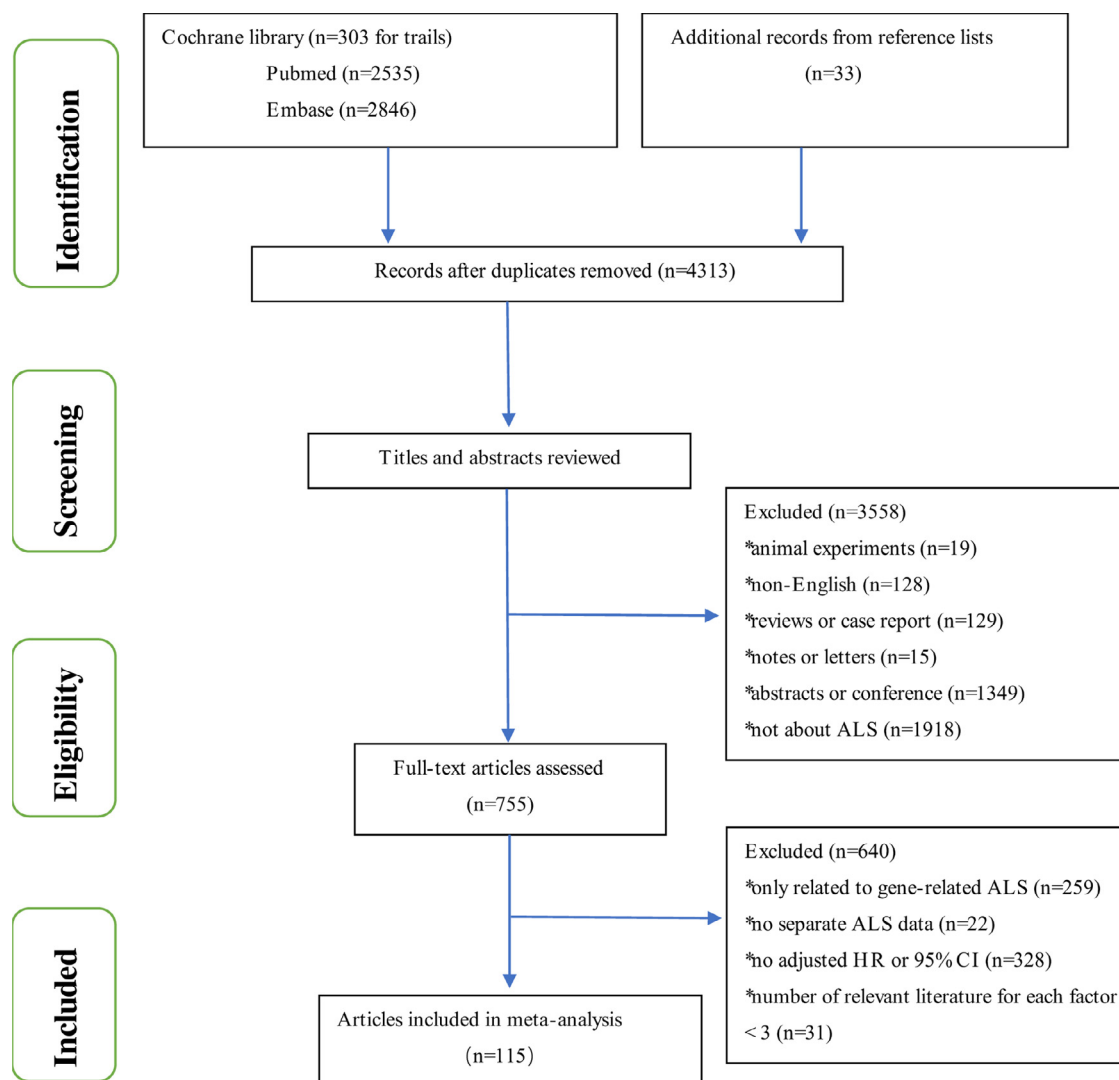 Identification
Cochrane library (n=303 for trails)
Pubmed (n=2535)
Embase (n=2846)
Additional records from reference lists
(n=33)
Records after duplicates removed (n=4313)
Screening
Titles and abstracts reviewed
Excluded (n=3558)
*animal experiments (n=19)
*non-English (n=128)
*reviews or case report (n=129)
*notes or letters (n=15)
*abstracts or conference (n=1349)
*not about ALS (n=1918)
Eligibility
Full-text articles assessed
(n=755)
Excluded (n=640)
*only related to gene-related ALS (n=259)
*no separate ALS data (n=22)
*no adjusted HR or 95% CI (n=328)
*number of relevant literature for each factor
< 3 (n=31)
Included
Articles included in meta-analysis
(n=115)